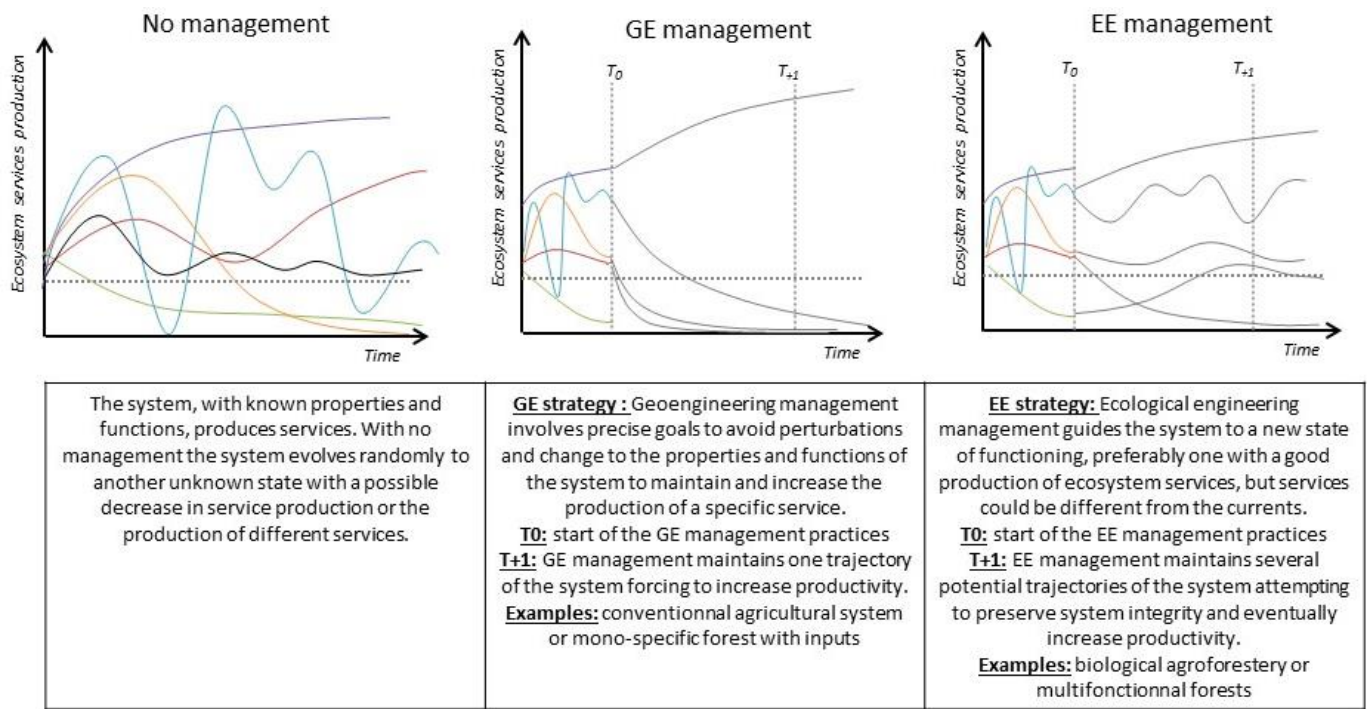 No management
GE management
EE management
Ecosystem services production
Time
Ecosystem services production
T0
T+1
Time
Ecosystem services production
T0
T+1
Time
The system, with known properties and
functions, produces services. With no
management the system evolves randomly to
another unknown state with a possible
decrease in service production or the
production of different services.
GE strategy : Geoengineering management
involves precise goals to avoid perturbations
and change to the properties and functions of
the system to maintain and increase the
production of a specific service.
T0: start of the GE management practices
T+1: GE management maintains one trajectory
of the system forcing to increase productivity.
Examples: conventionnal agricultural system
or mono-specific forest with inputs
EE strategy: Ecological engineering
management guides the system to a new state
of functioning, preferably one with a good
production of ecosystem services, but services
could be different from the currents.
T0: start of the EE management practices
T+1: EE management maintains several
potential trajectories of the system attempting
to preserve system integrity and eventually
increase productivity.
Examples: biological agroforestery or
multifonctionnal forests